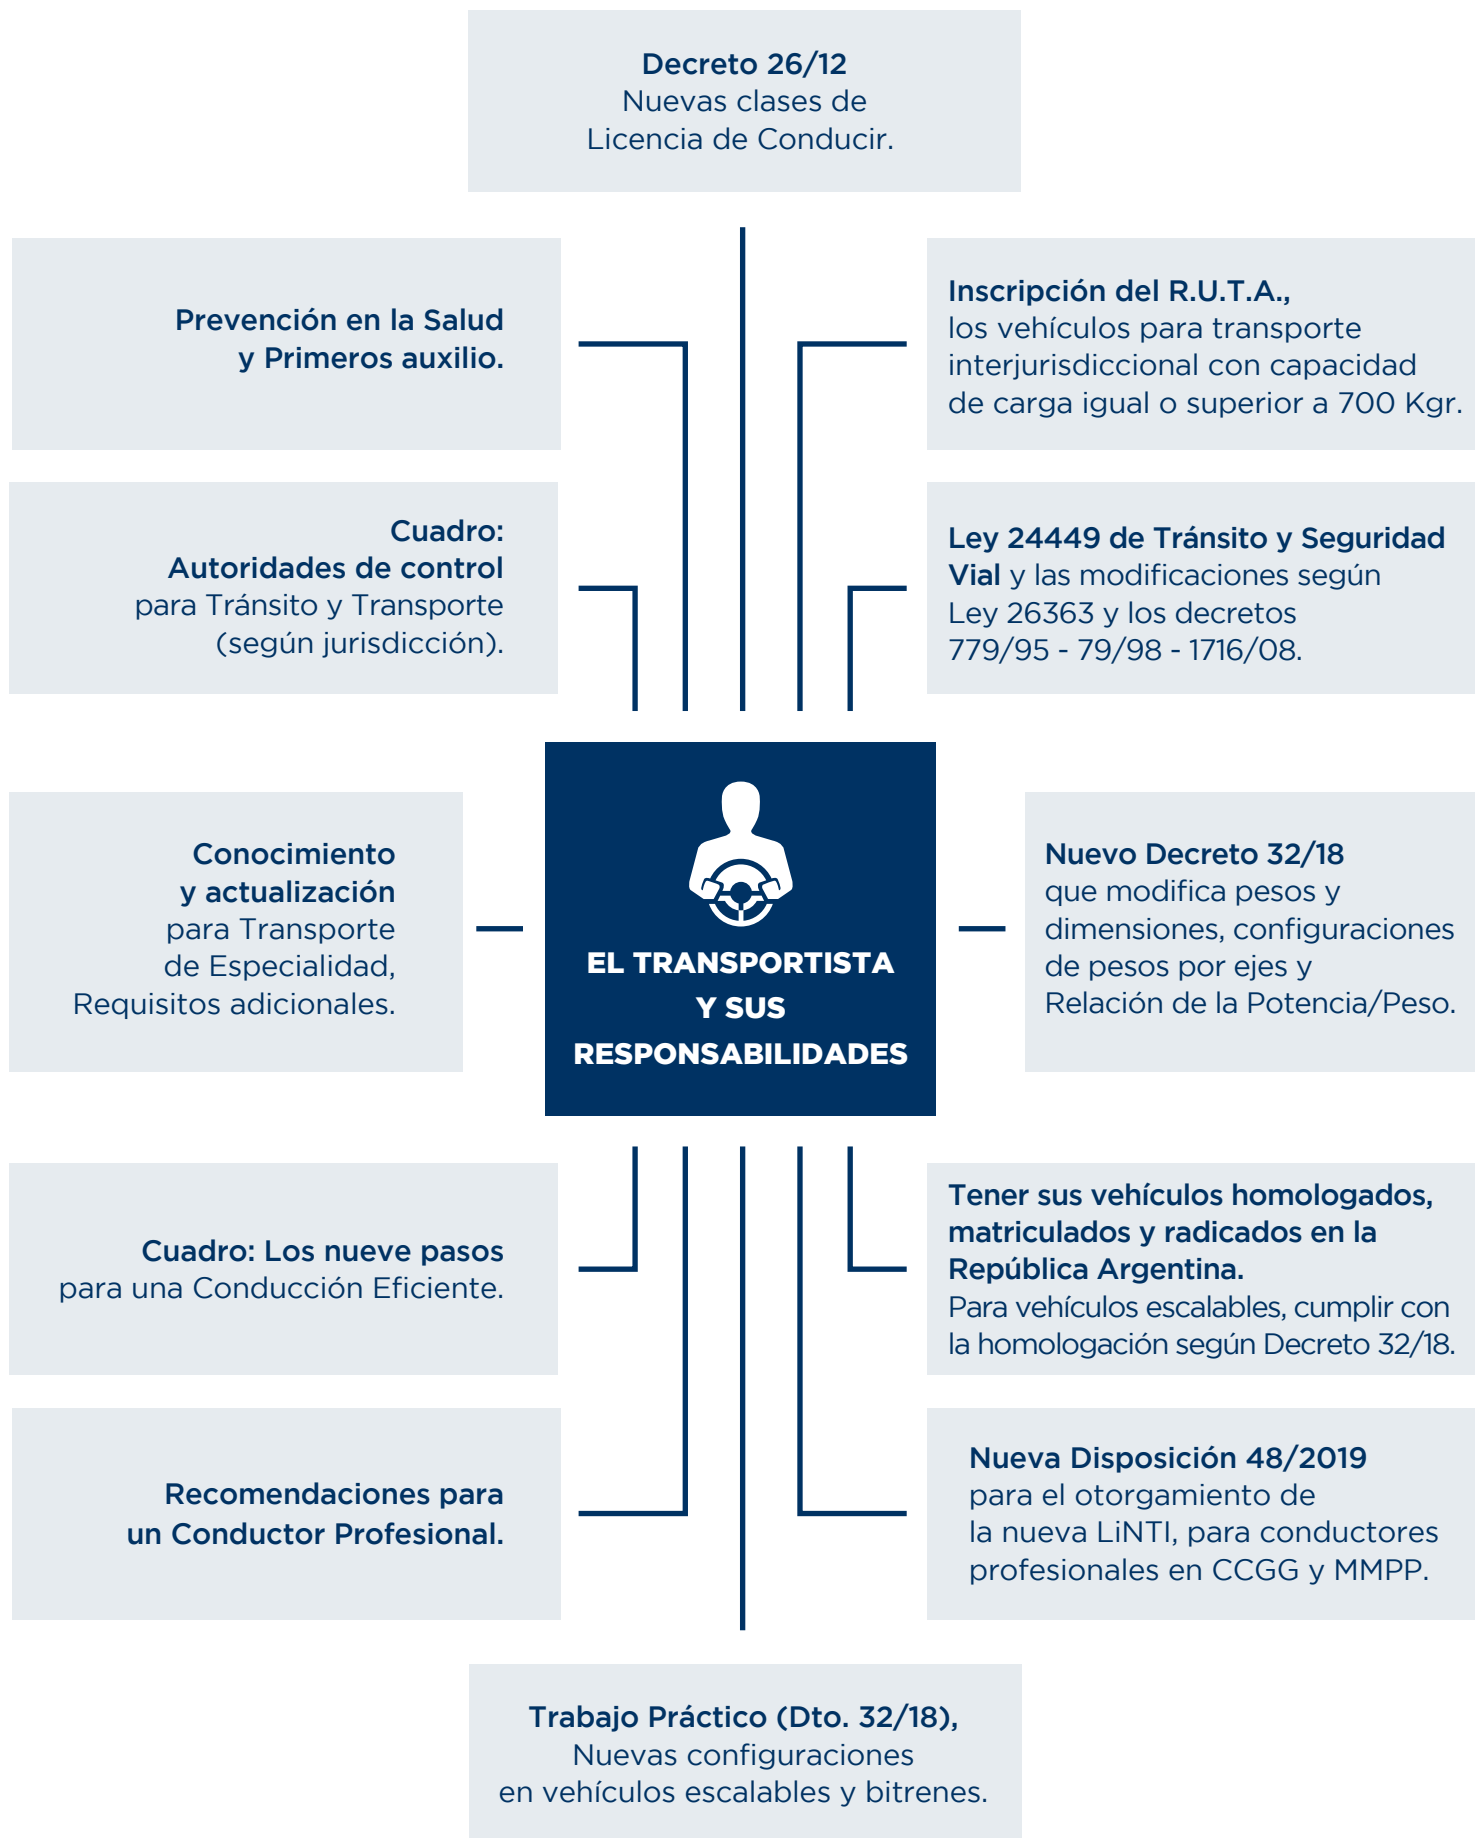 Decreto 26/12
Nuevas clases de
Licencia de Conducir.
Prevención en la Salud
y Primeros auxilio.
Inscripción del R.U.T.A.,
los vehículos para transporte
interjurisdiccional con capacidad
de carga igual o superior a 700 Kgr.
Cuadro:
Autoridades de control
para Tránsito y Transporte
(según jurisdicción).
Ley 24449 de Tránsito y Seguridad
Vial y las modificaciones según
Ley 26363 y los decretos
779/95 - 79/98 - 1716/08.
Conocimiento
y actualización
para Transporte
de Especialidad,
Requisitos adicionales.
EL TRANSPORTISTA
Y SUS
RESPONSABILIDADES
Nuevo Decreto 32/18
que modifica pesos y
dimensiones, configuraciones
de pesos por ejes y
Relación de la Potencia/Peso.
Cuadro: Los nueve pasos
para una Conducción Eficiente.
Tener sus vehículos homologados,
matriculados y radicados en la
República Argentina.
Para vehículos escalables, cumplir con
la homologación según Decreto 32/18.
Recomendaciones para
un Conductor Profesional.
Nueva Disposición 48/2019
para el otorgamiento de
la nueva LiNTI, para conductores
profesionales en CCGG y MMPP.
Trabajo Práctico (Dto. 32/18),
Nuevas configuraciones
en vehículos escalables y bitrenes.